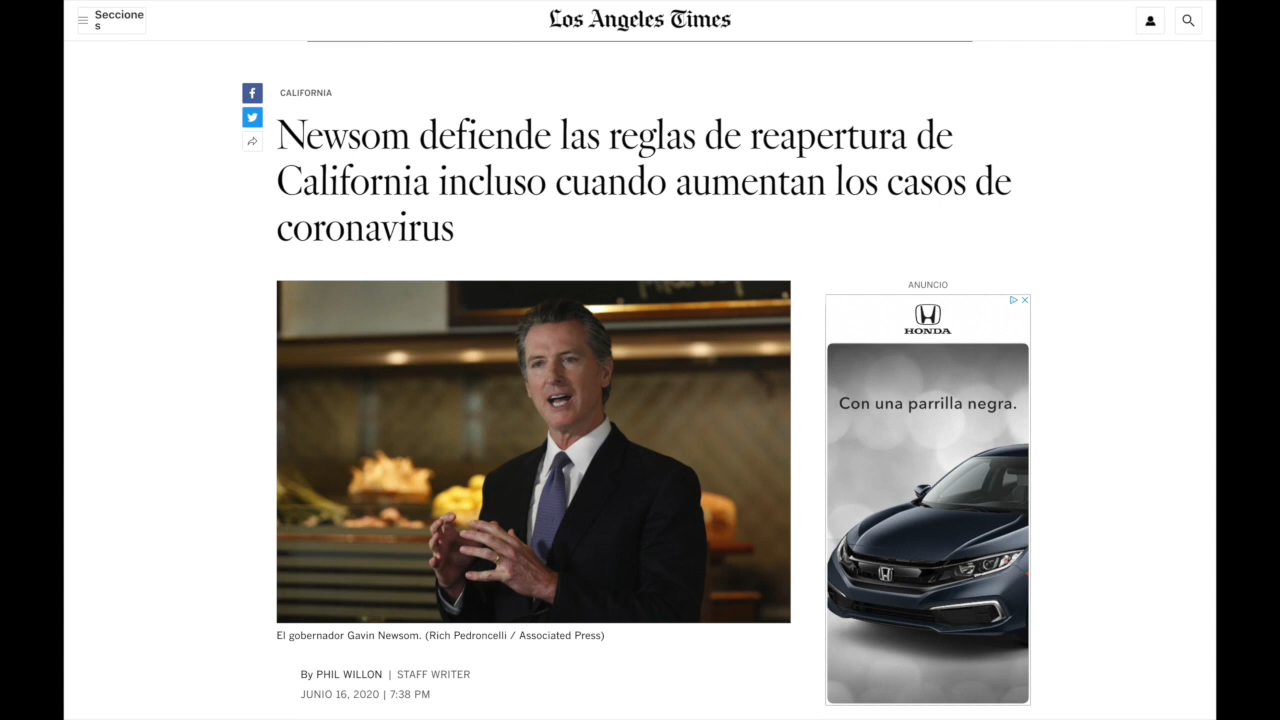 Seccione
s
Los Angeles Times
CALIFORNIA
Newsom defiende las reglas de reapertura de
California incluso cuando aumentan los casos de
coronavirus
ANUNCIO
HONDA
Con una parrilla negra.
El gobernador Gavin Newsom. (Rich Pedroncelli / Associated Press)
By PHIL WILLON | STAFF WRITER
JUNIO 16, 2020 | 7:38 PM